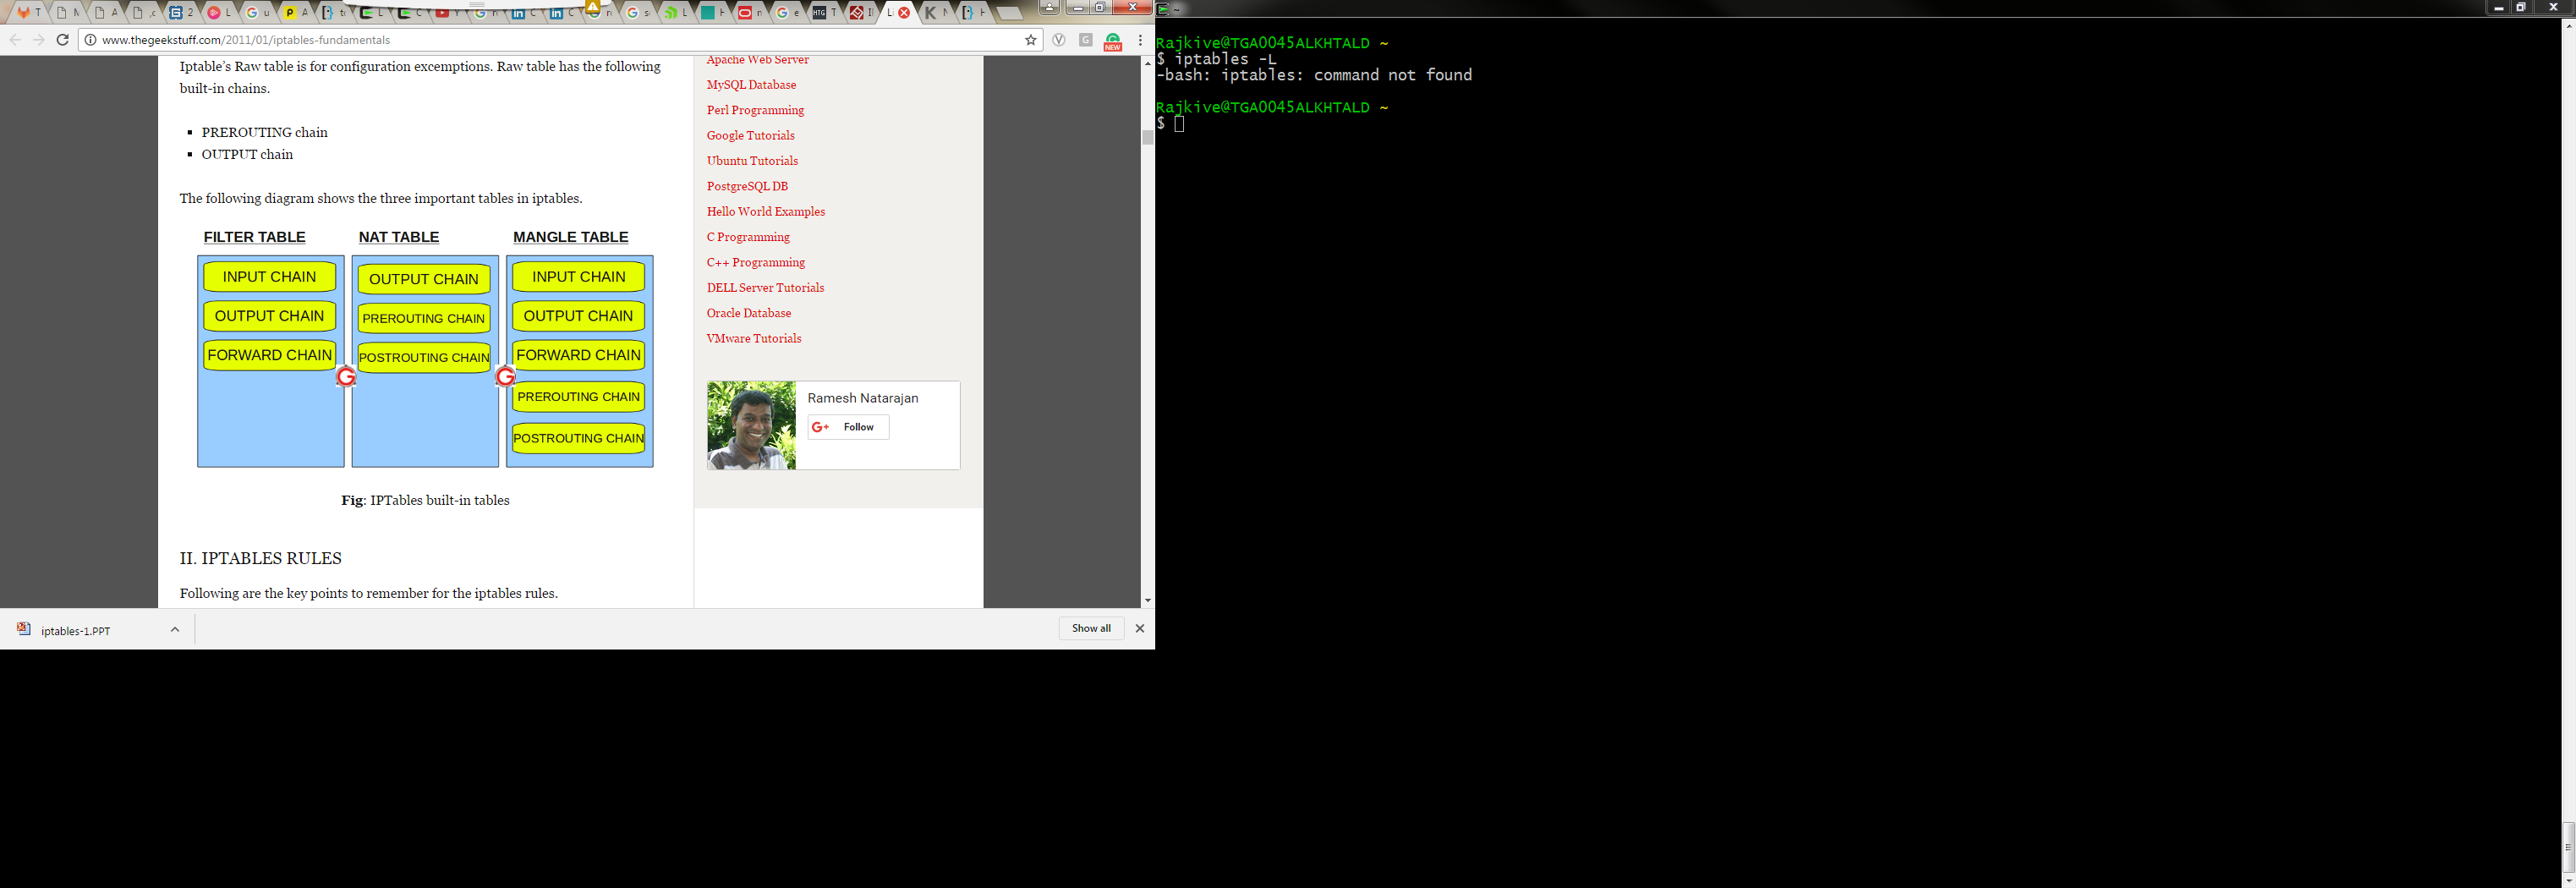 www.thegeekstuff.com/2011/01/iptables-fundamentals
NEW
Iptable's Raw table is for configuration excemptions. Raw table has the following
built-in chains.
PREROUTING chain
OUTPUT chain
The following diagram shows the three important tables in iptables.
FILTER TABLE NAT TABLE MANGLE TABLE
INPUT CHAIN OUTPUT CHAIN INPUT CHAIN
OUTPUT CHAIN PREROUTING CHAIN OUTPUT CHAIN
FORWARD CHAIN POSTROUTING CHAIN FORWARD CHAIN
PREROUTING CHAIN
POSTROUTING CHAIN
Fig: IPTables built-in tables
II. IPTABLES RULES
Following are the key points to remember for the iptables rules.
Apache Web Server
MySQL Database
Perl Programming
Google Tutorials
Ubuntu Tutorials
PostgreSQL DB
Hello World Examples
C Programming
C++ Programming
DELL Server Tutorials
Oracle Database
VMware Tutorials
Ramesh Natarajan
G+ Follow
iptables-1.PPT
Show all
~
Rajkive@TGA0045ALKHTALD ~
$ iptables -L
-bash: iptables: command not found
Rajkive@TGA0045ALKHTALD ~
$